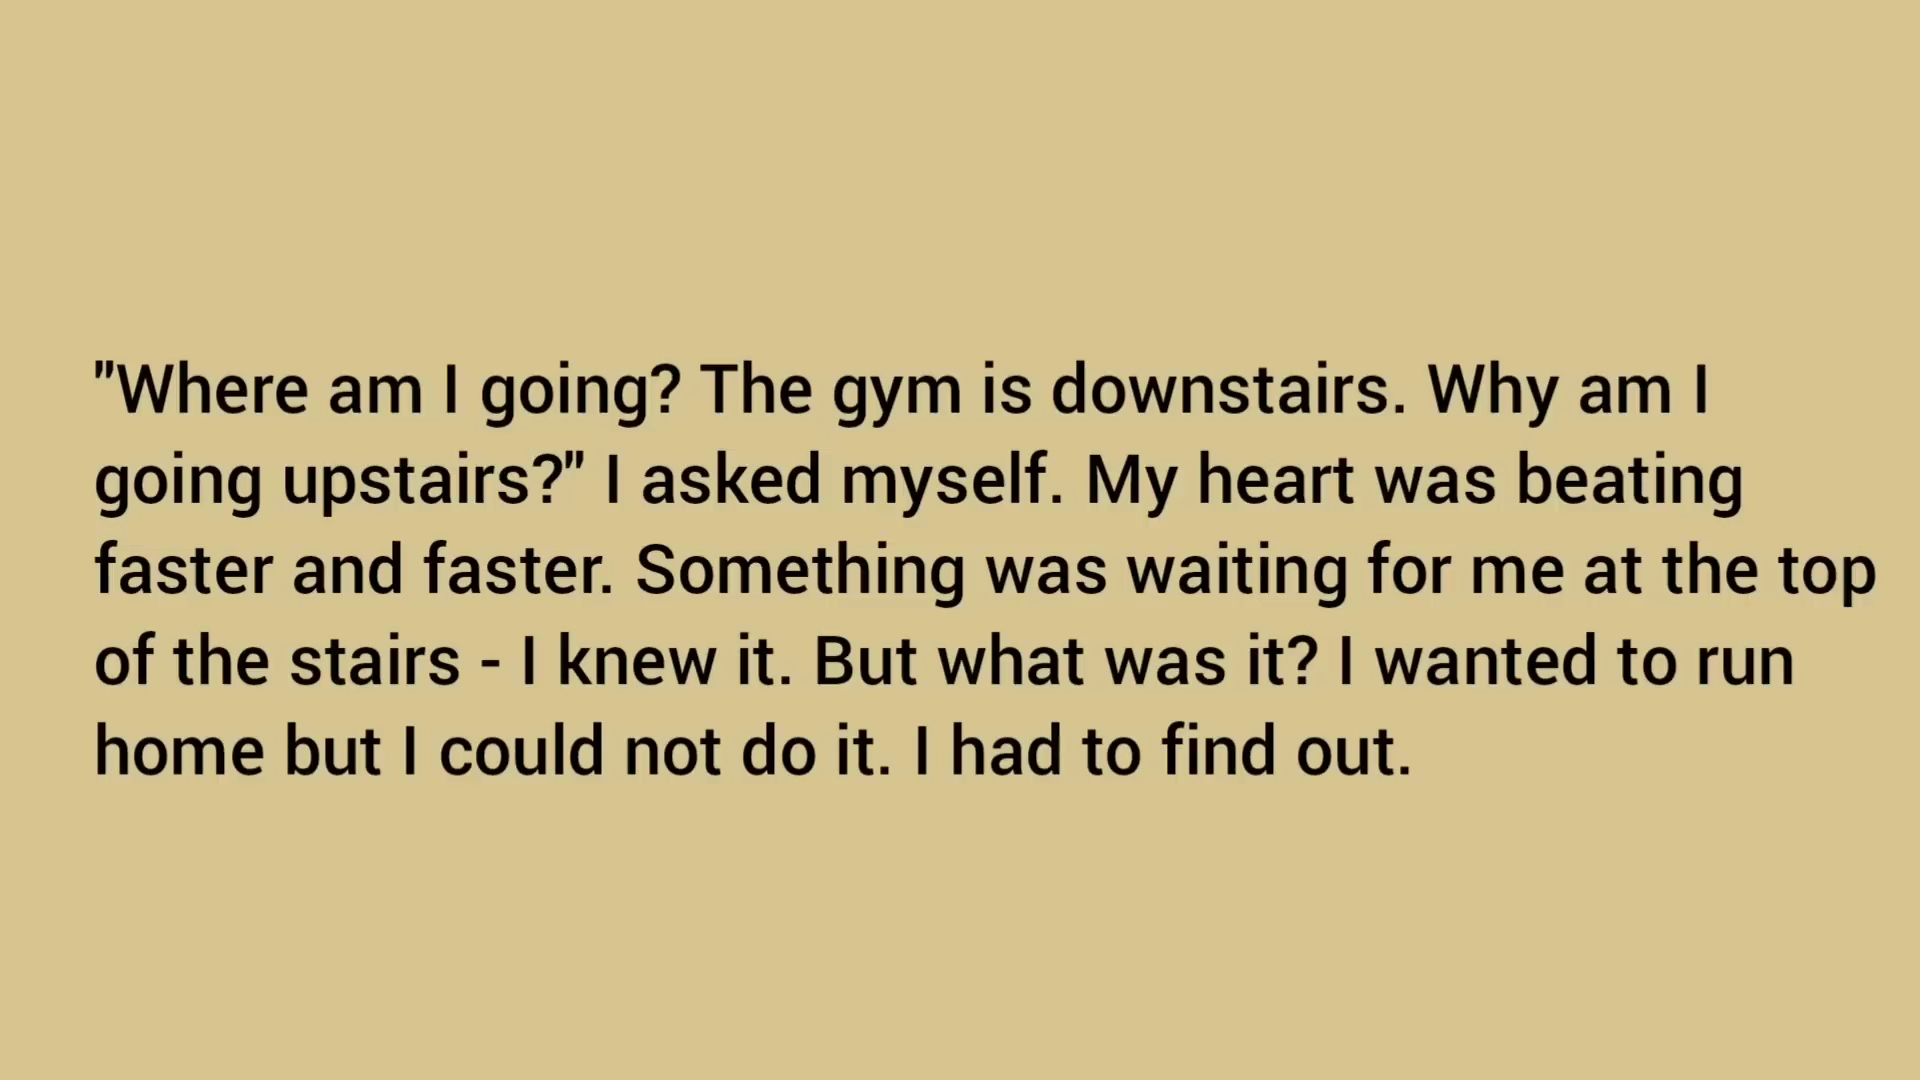 "Where am I going? The gym is downstairs. Why am I
going upstairs?" I asked myself. My heart was beating
faster and faster. Something was waiting for me at the top
of the stairs - I knew it. But what was it? I wanted to run
home but I could not do it. I had to find out.